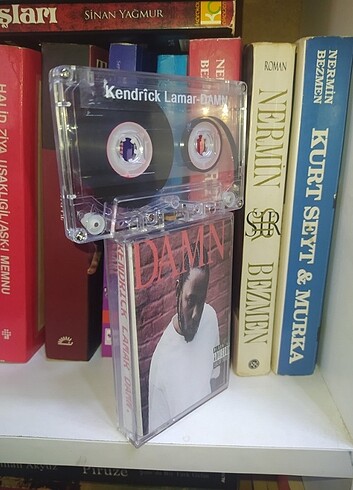 SİNAN YAĞMUR
Kendrick Lamar-DAMN
DAMN
KENDRICK LAMAR DAMN.
HALİD ZİYA UŞAKLIGİL/AŞK-I MEMNU
ROMAN
NERMİN BEZMEN
NERMİN
BEZMEN
KURT SEYT & MURKA
Piruze